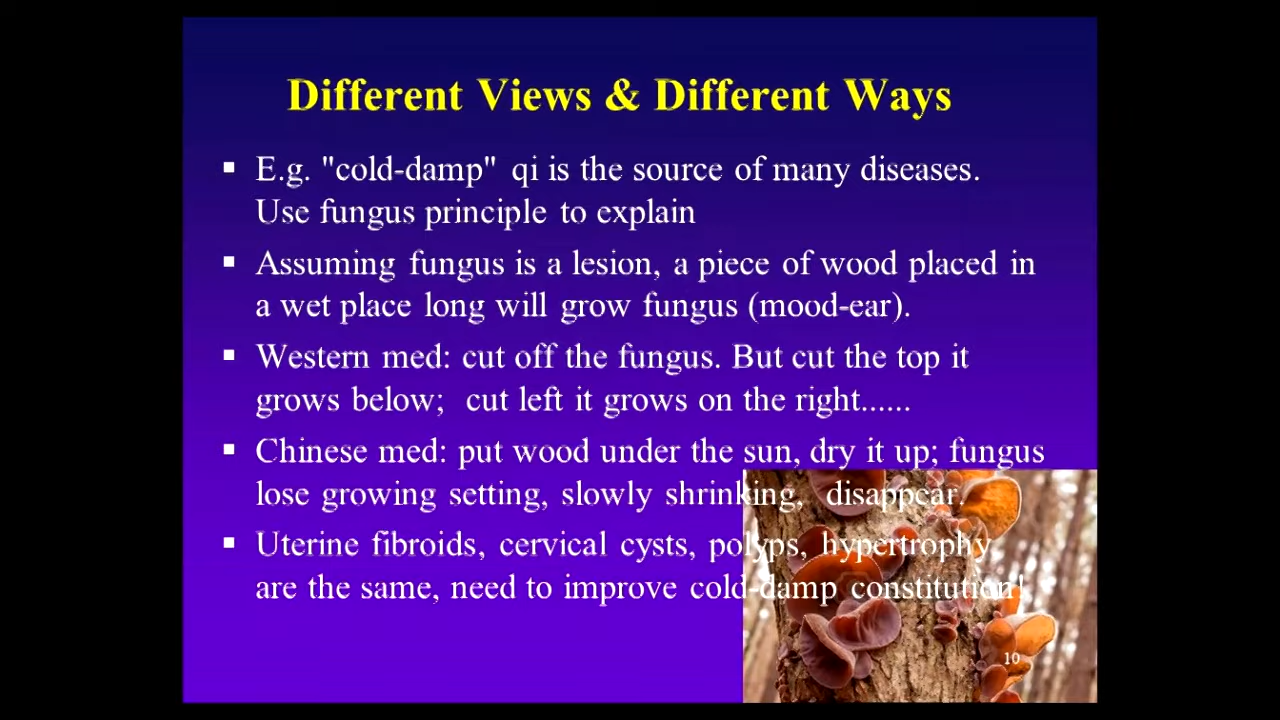 Different Views & Different Ways
▪ E.g. "cold-damp" qi is the source of many diseases.
Use fungus principle to explain
▪ Assuming fungus is a lesion, a piece of wood placed in
a wet place long will grow fungus (mood-ear).
▪ Western med: cut off the fungus. But cut the top it
grows below; cut left it grows on the right......
▪ Chinese med: put wood under the sun, dry it up; fungus
lose growing setting, slowly shrinking, disappear.
▪ Uterine fibroids, cervical cysts, polyps, hypertrophy
are the same, need to improve cold-damp constitution!
10